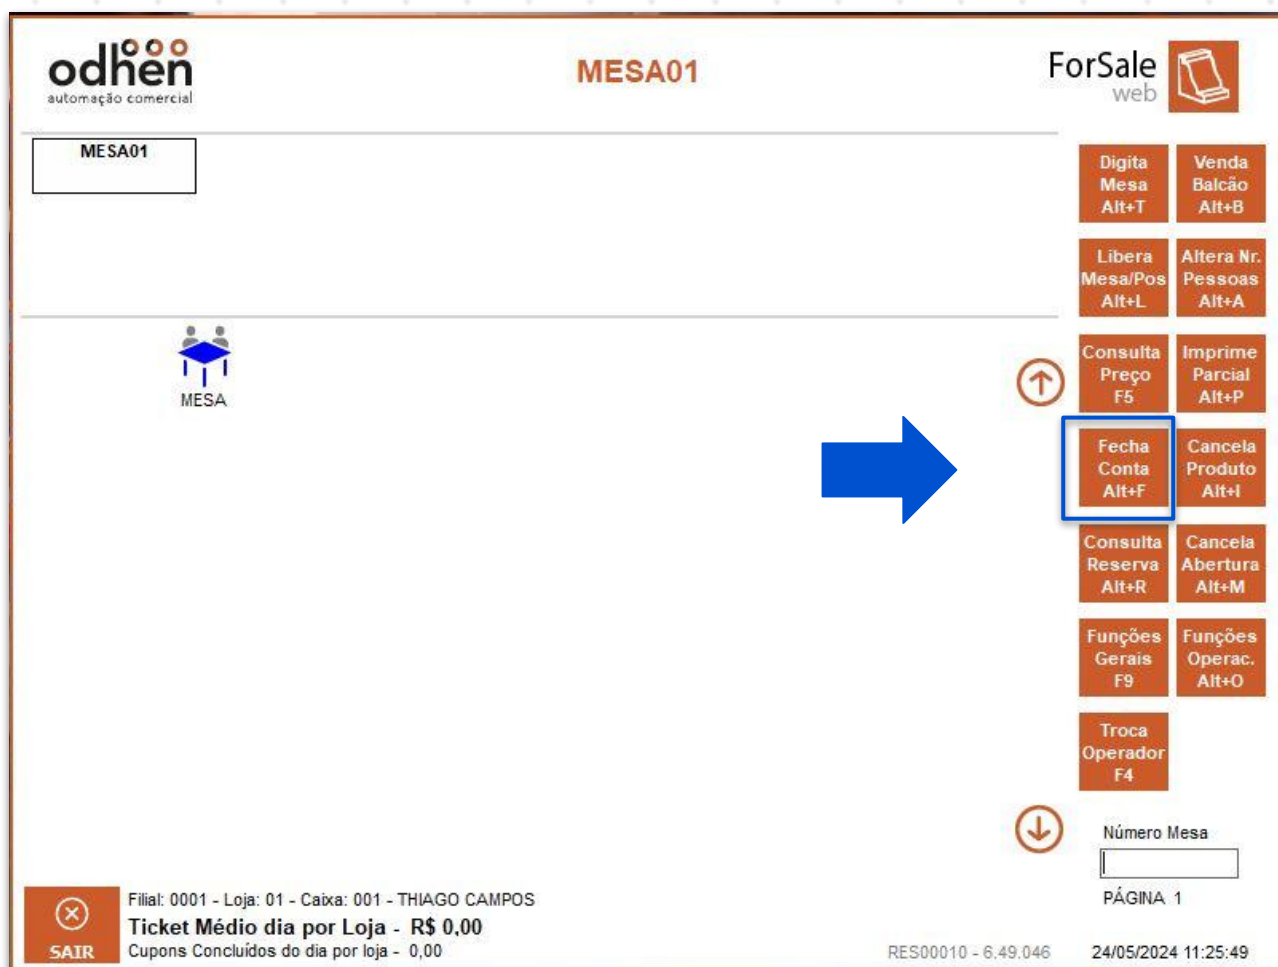 odhen
automação comercial
MESA01
ForSale
web
MESA01
Digita
Mesa
Alt+T
Venda
Balcão
Alt+B
Libera
Mesa/Pos
Alt+L
Altera Nr.
Pessoas
Alt+A
Consulta
Preço
F5
Imprime
Parcial
Alt+P
MESA
Fecha
Conta
Alt+F
Cancela
Produto
Alt+I
Consulta
Reserva
Alt+R
Cancela
Abertura
Alt+M
Funções
Gerais
F9
Funções
Operac.
Alt+O
Troca
Operador
F4
Número Mesa
PÁGINA 1
SAIR
Filial: 0001 - Loja: 01 - Caixa: 001 - THIAGO CAMPOS
Ticket Médio dia por Loja - R$ 0,00
Cupons Concluídos do dia por loja - 0,00
RES00010 - 6.49.046
24/05/2024 11:25:49